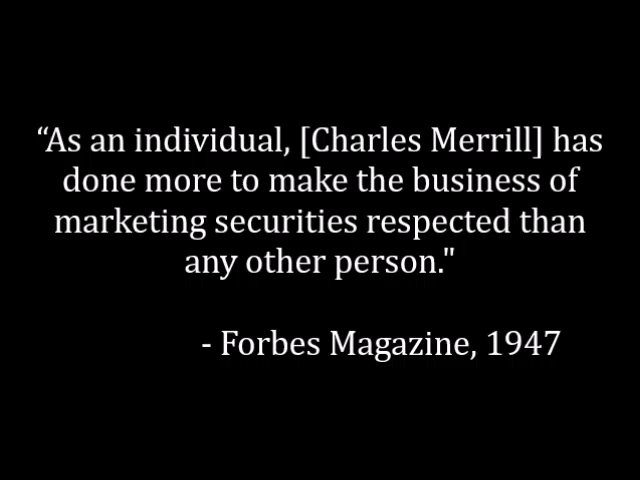 “As an individual, [Charles Merrill] has
done more to make the business of
marketing securities respected than
any other person."
- Forbes Magazine, 1947